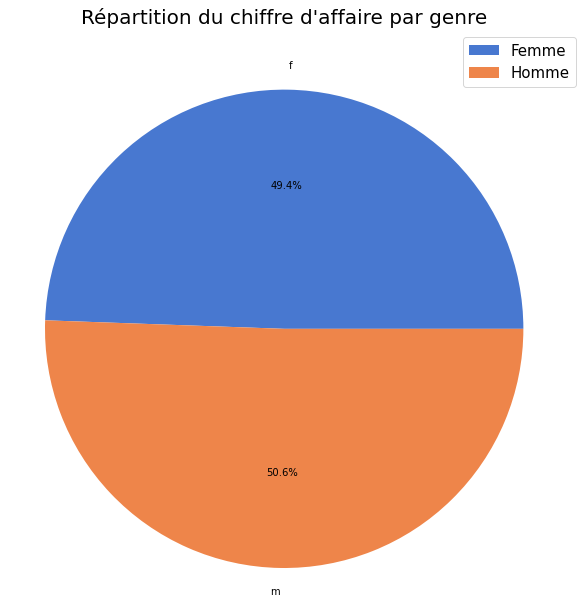 Répartition du chiffre d'affaire par genre
Femme
Homme
f
49.4%
50.6%
m